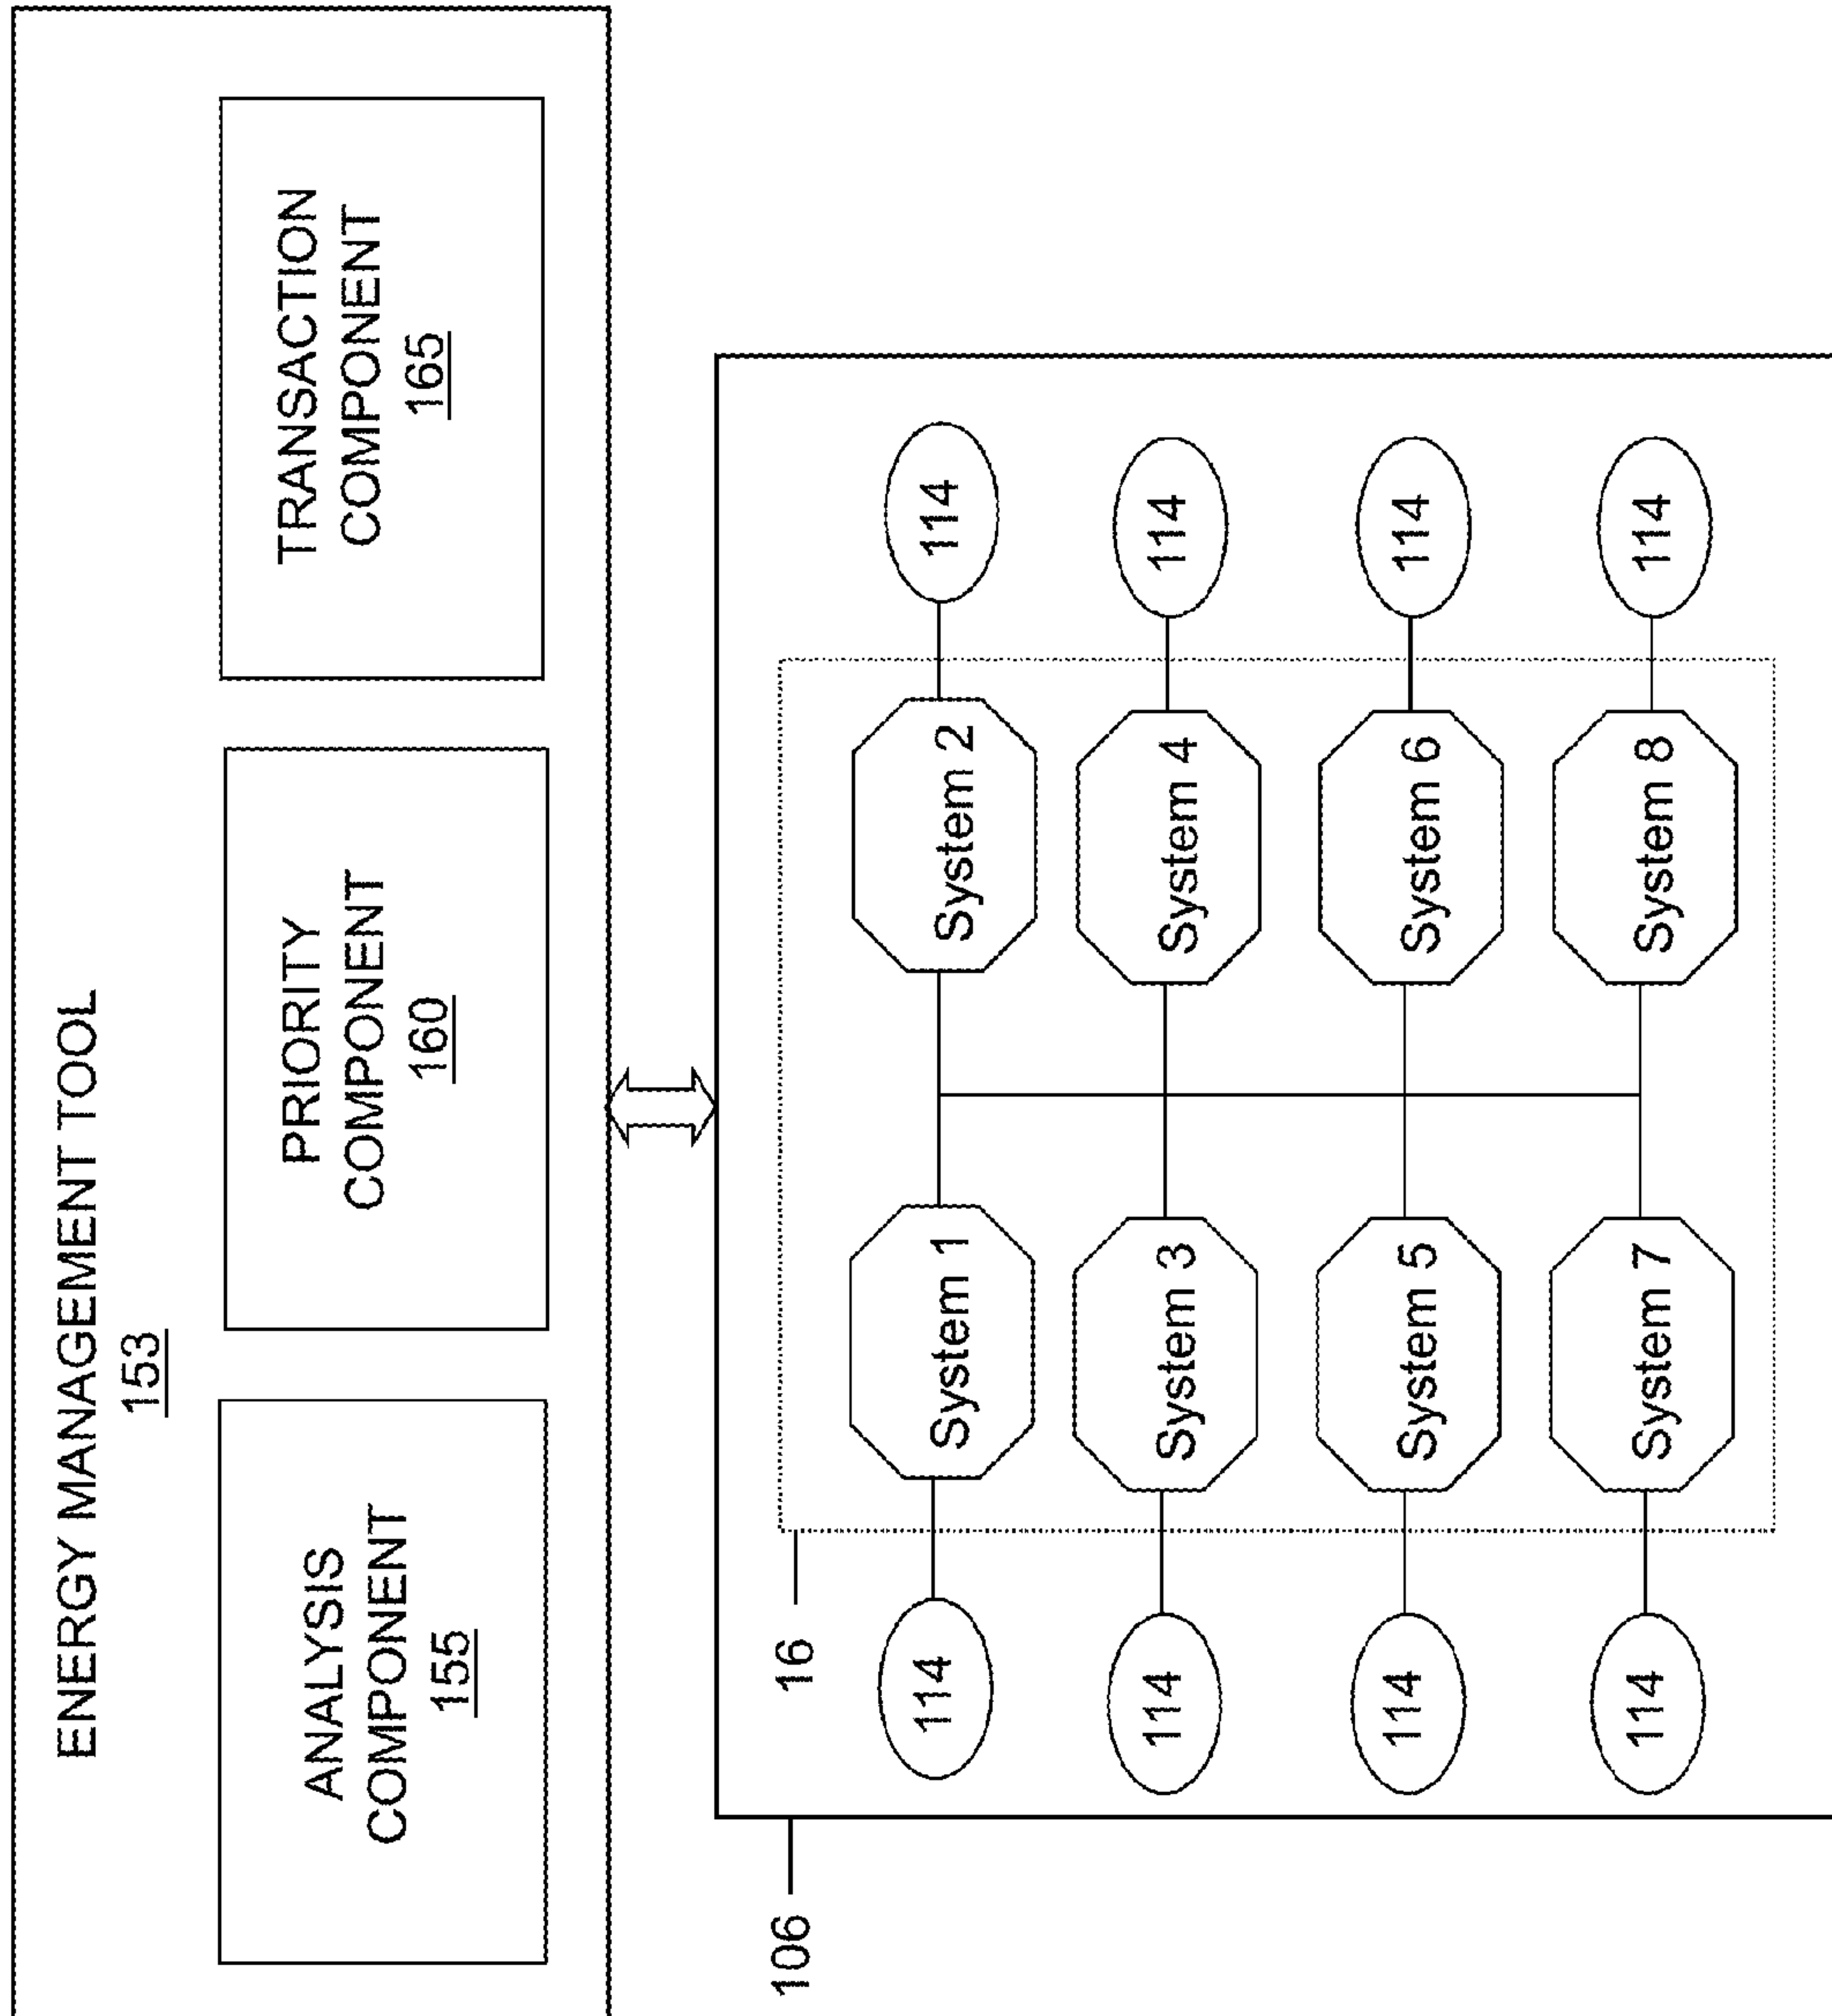 ENERGY MANAGEMENT TOOL
153
ANALYSIS
COMPONENT
155
PRIORITY
COMPONENT
160
TRANSACTION
COMPONENT
165
106
16
114
System 1
System 2
114
114
System 3
System 4
114
114
System 5
System 6
114
114
System 7
System 8
114